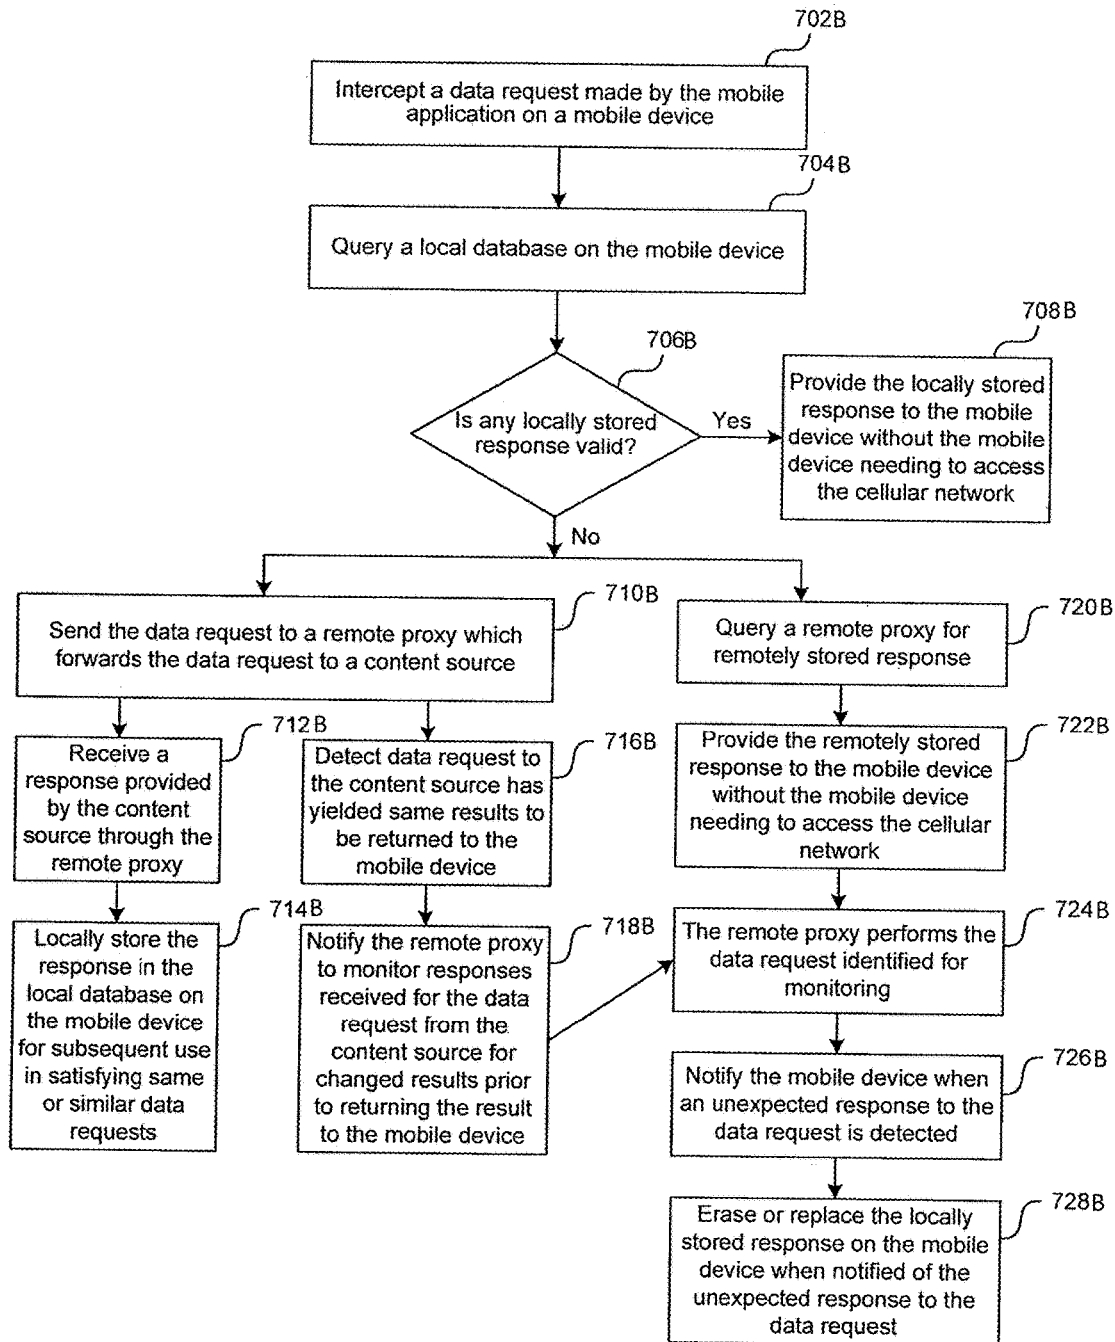 702B
Intercept a data request made by the mobile
application on a mobile device
704B
Query a local database on the mobile device
706B
Is any locally stored
response valid?
Yes
708B
Provide the locally stored
response to the mobile
device without the mobile
device needing to access
the cellular network
No
710B
Send the data request to a remote proxy which
forwards the data request to a content source
720B
Query a remote proxy for
remotely stored response
712B
Receive a
response provided
by the content
source through the
remote proxy
716B
Detect data request to
the content source has
yielded same results to
be returned to the
mobile device
722B
Provide the remotely stored
response to the mobile device
without the mobile device
needing to access the cellular
network
714B
Locally store the
response in the
local database on
the mobile device
for subsequent use
in satisfying same
or similar data
requests
718B
Notify the remote proxy
to monitor responses
received for the data
request from the
content source for
changed results prior
to returning the result
to the mobile device
724B
The remote proxy performs the
data request identified for
monitoring
726B
Notify the mobile device when
an unexpected response to the
data request is detected
728B
Erase or replace the locally
stored response on the mobile
device when notified of the
unexpected response to the
data request